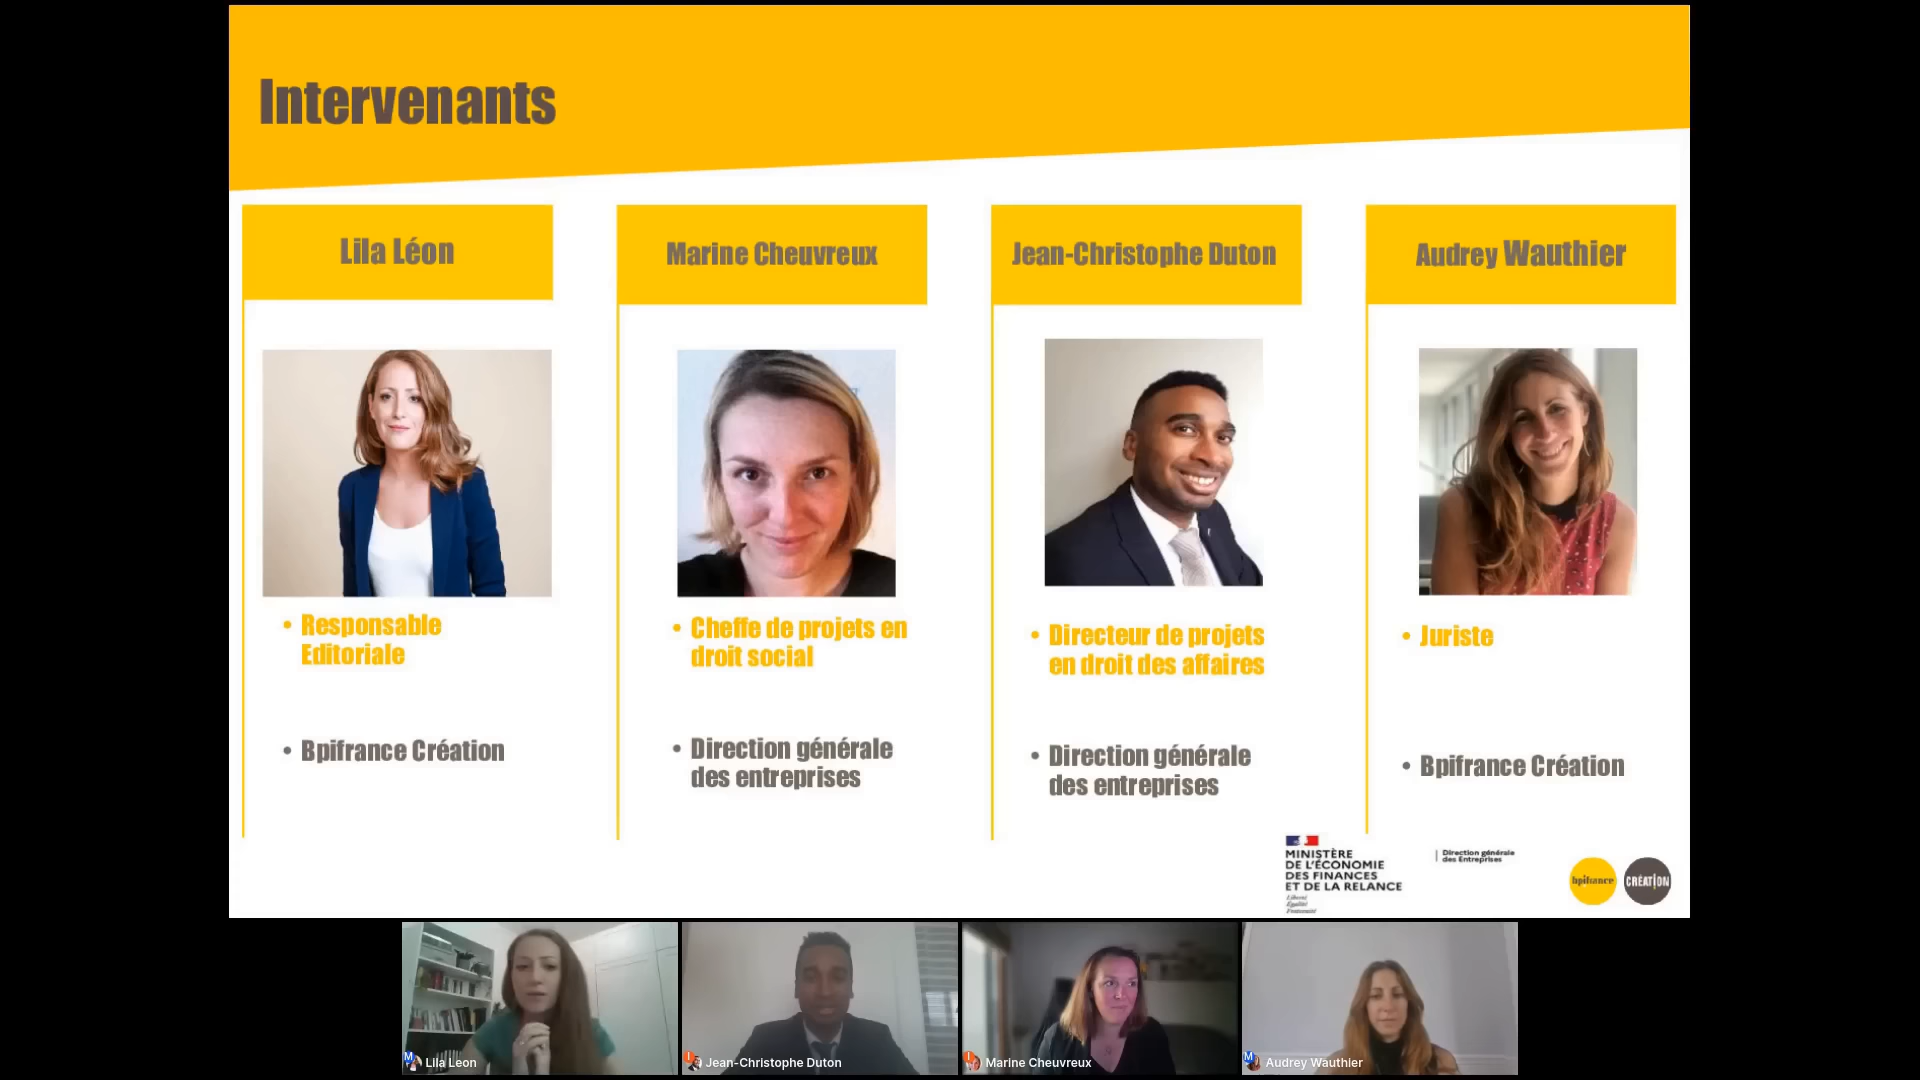 Intervenants
Lila Léon
Marine Cheuvreux
Jean-Christophe Duton
Audrey Wauthier
• Responsable
Editoriale
• Bpifrance Création
• Cheffe de projets en
droit social
• Direction générale
des entreprises
• Directeur de projets
en droit des affaires
• Direction générale
des entreprises
• Juriste
• Bpifrance Création
MINISTÈRE
DE L'ÉCONOMIE
DES FINANCES
ET DE LA RELANCE
Liberté
Égalité
Fraternité
Direction générale
des Entreprises
bpifrance
CRÉATION
M
Lila Leon
I
Jean-Christophe Duton
I
Marine Cheuvreux
M
Audrey Wauthier